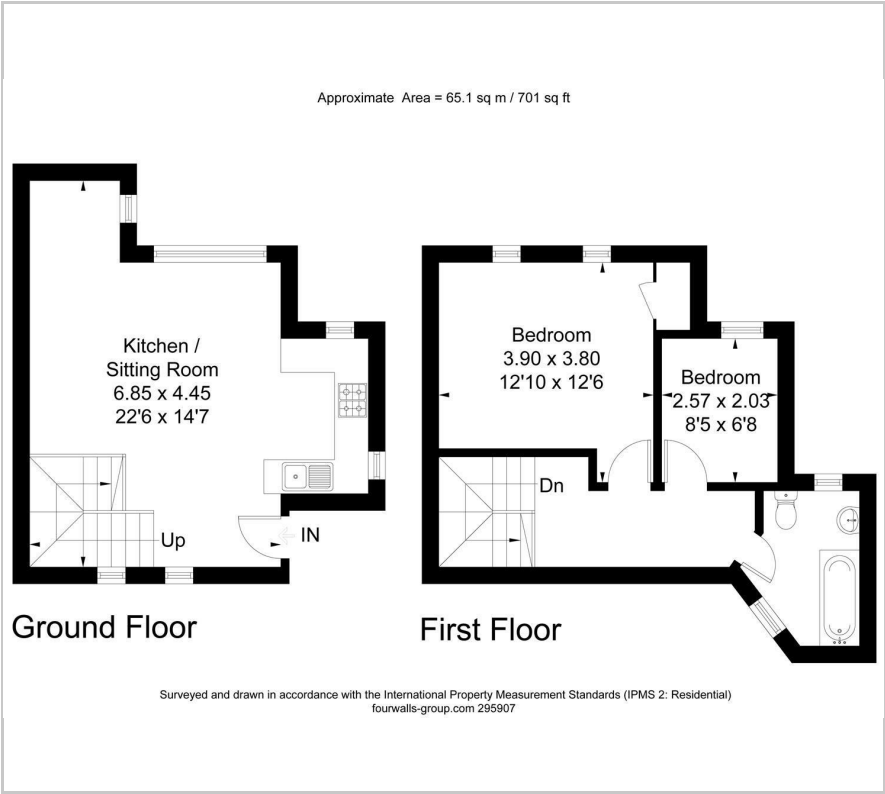 Approximate Area = 65.1 sq m / 701 sq ft
Kitchen /
Sitting Room
6.85 x 4.45
22'6 x 14'7
Up
IN
Ground Floor
Bedroom
3.90 x 3.80
12'10 x 12'6
Bedroom
2.57 x 2.03
8'5 x 6'8
Dn
First Floor
Surveyed and drawn in accordance with the International Property Measurement Standards (IPMS 2: Residential)
fourwalls-group.com 295907